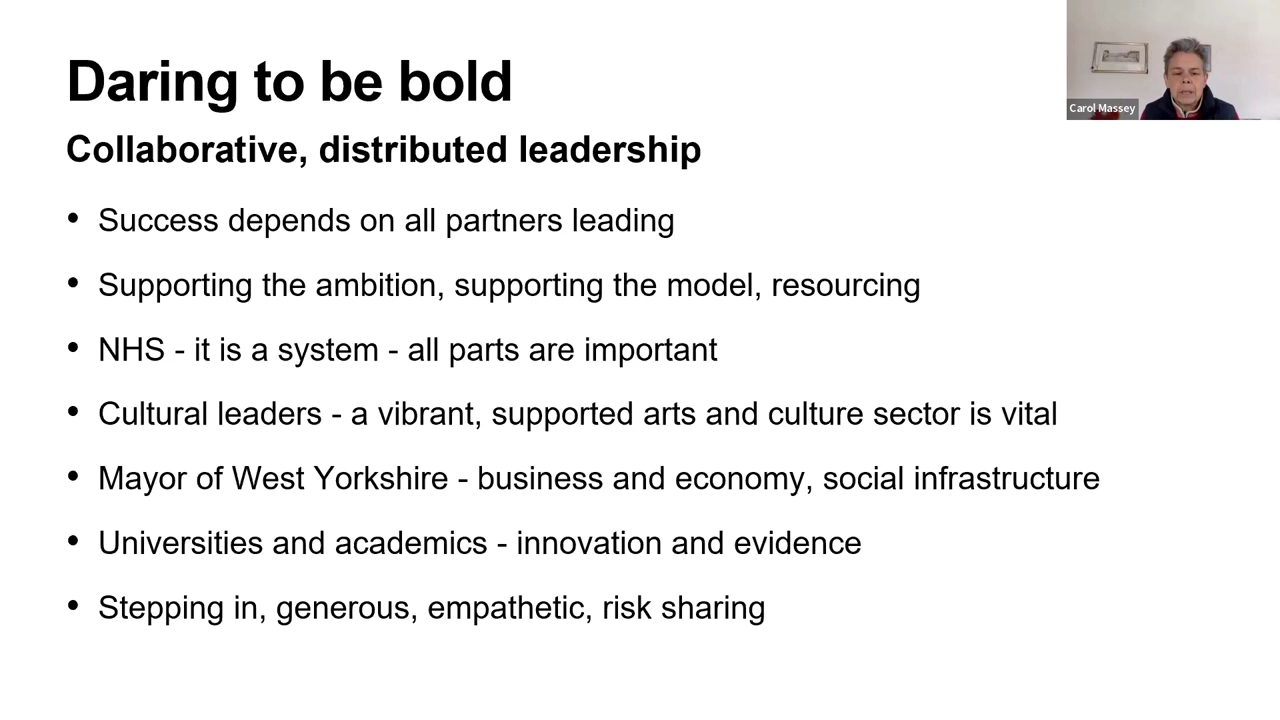 Daring to be bold
Carol Massey
Collaborative, distributed leadership
• Success depends on all partners leading
• Supporting the ambition, supporting the model, resourcing
• NHS - it is a system - all parts are important
• Cultural leaders - a vibrant, supported arts and culture sector is vital
• Mayor of West Yorkshire - business and economy, social infrastructure
• Universities and academics - innovation and evidence
• Stepping in, generous, empathetic, risk sharing